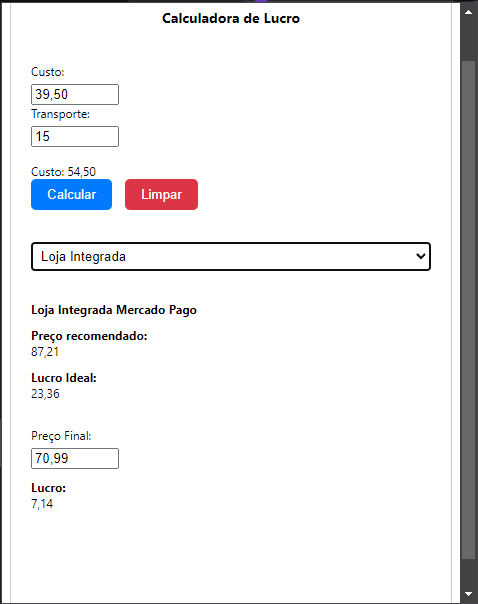 Calculadora de Lucro
Custo:
39,50
Transporte:
15
Custo: 54,50
Calcular Limpar
Loja Integrada
Loja Integrada Mercado Pago
Preço recomendado:
87,21
Lucro Ideal:
23,36
Preço Final:
70,99
Lucro:
7,14